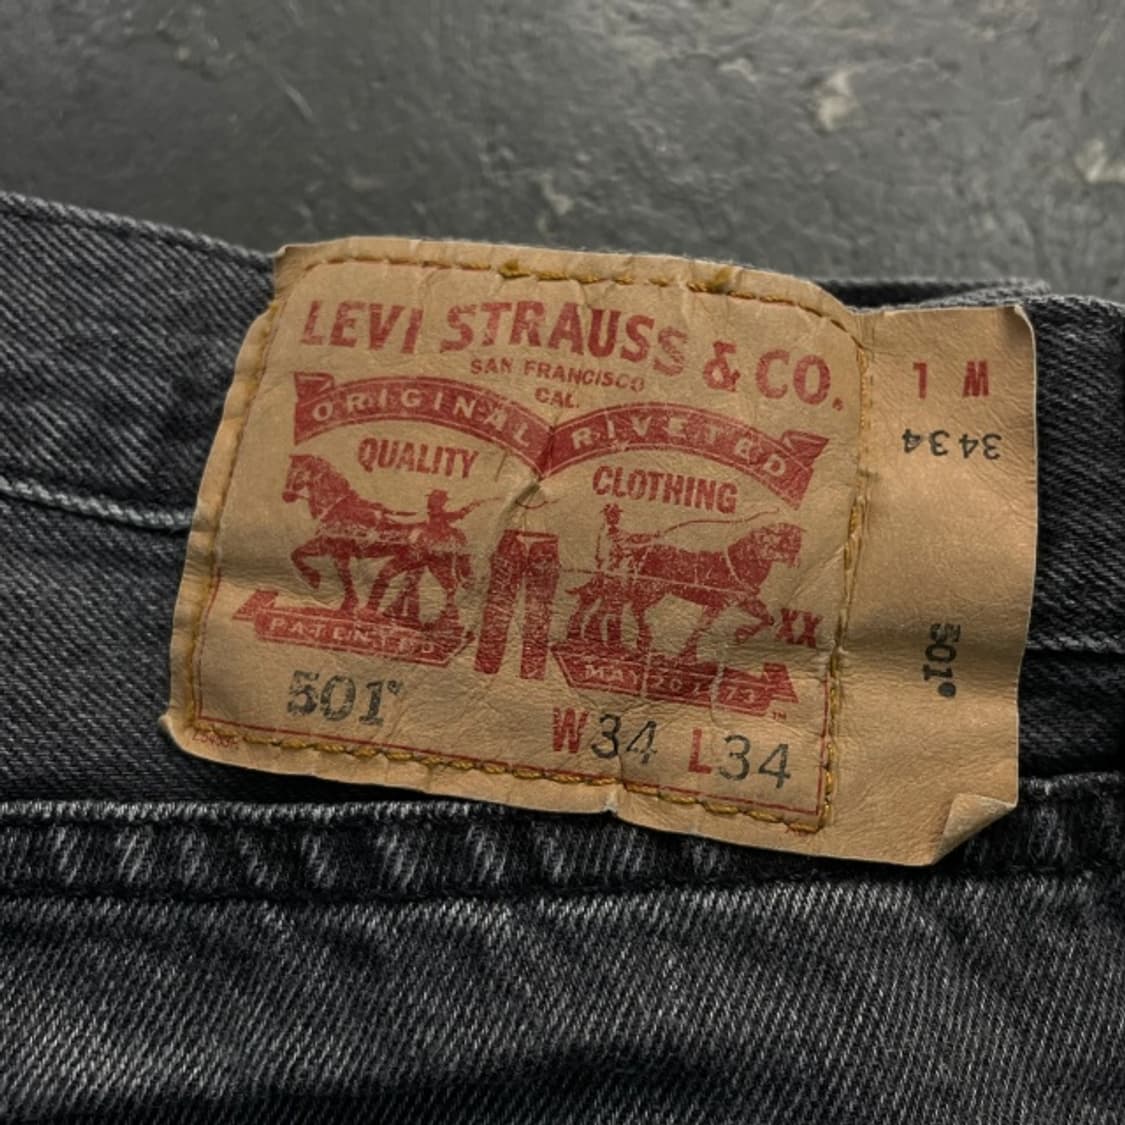 LEVI STRAUSS & CO.
SAN FRANCISCO
CAL.
ORIGINAL RIVETED
QUALITY CLOTHING
XX
PATENTED MAY 20 1873
501®
W34 L34
™
W L
3434
501®